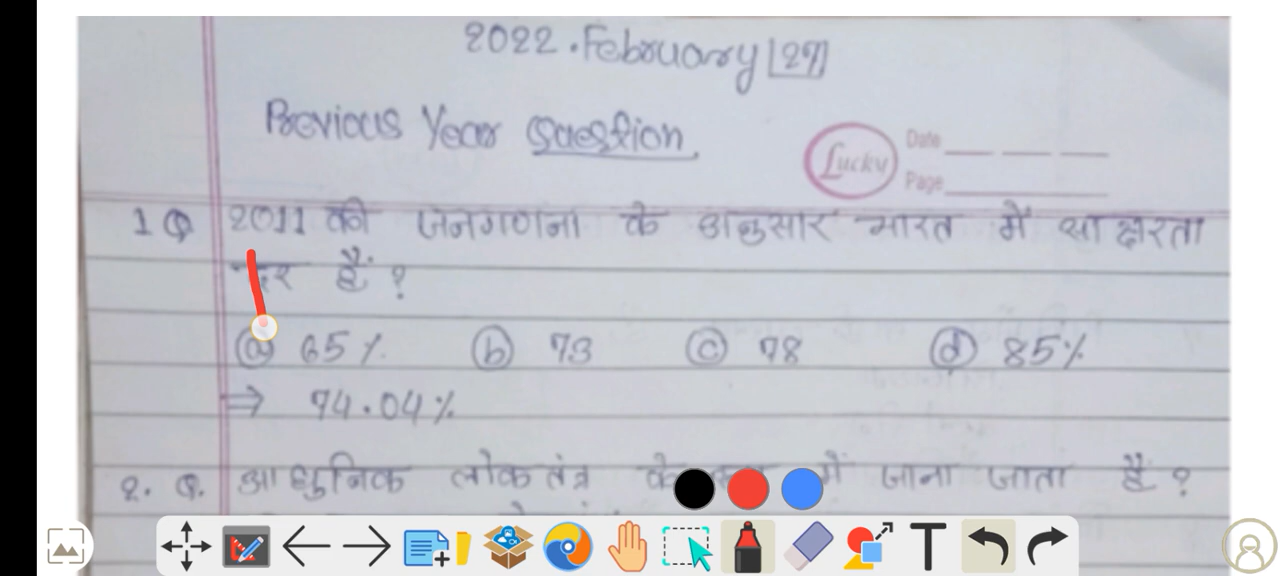 2022. February [27]
Previous Year Question
Lucky
Date
Page
1 Q 2011 की जनगणना के अनुसार भारत में साक्षरता
दर हैं ?
(a) 65%. (b) 73 (c) 78 (d) 85%
⇒ 74.04%
2. Q. आधुनिक लोकतंत्र के में जाना जाता हैं ?
T